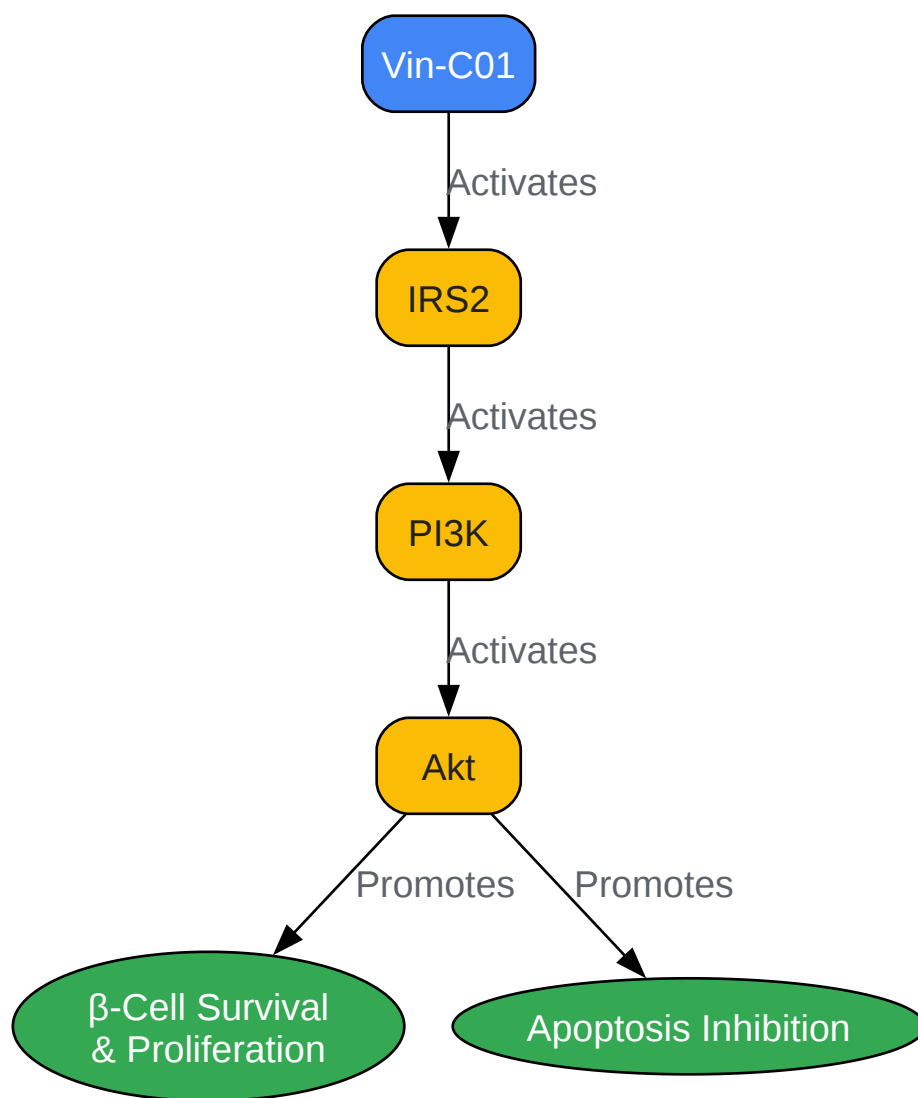 Vin-C01
Activates
IRS2
Activates
PI3K
Activates
Akt
Promotes
Promotes
β-Cell Survival
& Proliferation
Apoptosis Inhibition